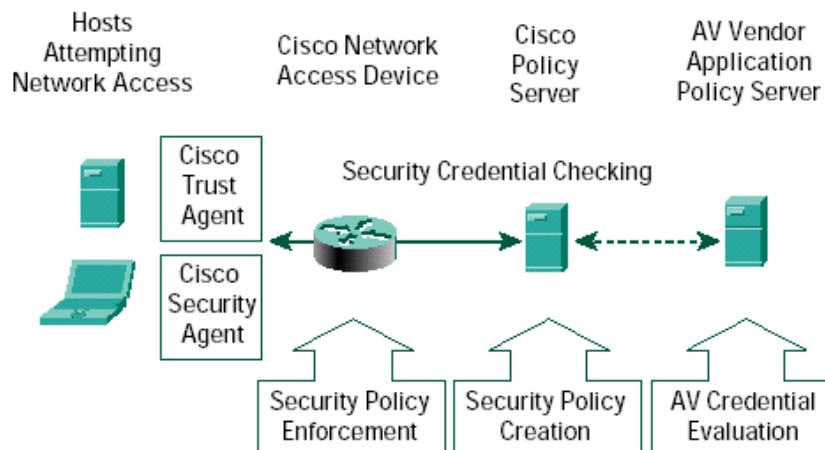 Hosts
Attempting
Network Access
Cisco Network
Access Device
Cisco
Policy
Server
AV Vendor
Application
Policy Server
Cisco
Trust
Agent
Security Credential Checking
Cisco
Security
Agent
Security Policy
Enforcement
Security Policy
Creation
AV Credential
Evaluation